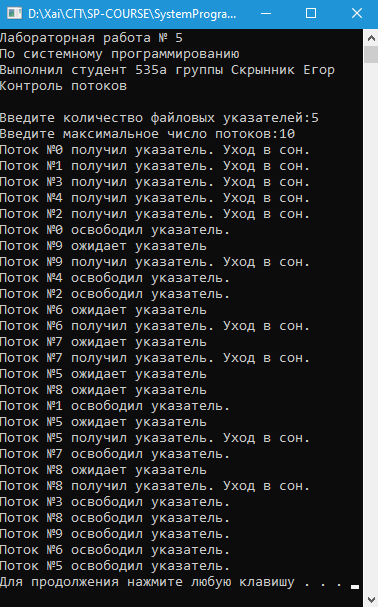 D:\Xai\СП\SP-COURSE\SystemProgra...
Лабораторная работа № 5
По системному программированию
Выполнил студент 535а группы Скрынник Егор
Контроль потоков
Введите количество файловых указателей:5
Введите максимальное число потоков:10
Поток №0 получил указатель. Уход в сон.
Поток №1 получил указатель. Уход в сон.
Поток №3 получил указатель. Уход в сон.
Поток №4 получил указатель. Уход в сон.
Поток №2 получил указатель. Уход в сон.
Поток №0 освободил указатель.
Поток №9 ожидает указатель
Поток №9 получил указатель. Уход в сон.
Поток №4 освободил указатель.
Поток №2 освободил указатель.
Поток №6 ожидает указатель
Поток №6 получил указатель. Уход в сон.
Поток №7 ожидает указатель
Поток №7 получил указатель. Уход в сон.
Поток №5 ожидает указатель
Поток №8 ожидает указатель
Поток №1 освободил указатель.
Поток №5 ожидает указатель
Поток №5 получил указатель. Уход в сон.
Поток №7 освободил указатель.
Поток №8 ожидает указатель
Поток №8 получил указатель. Уход в сон.
Поток №3 освободил указатель.
Поток №8 освободил указатель.
Поток №9 освободил указатель.
Поток №6 освободил указатель.
Поток №5 освободил указатель.
Для продолжения нажмите любую клавишу . . .